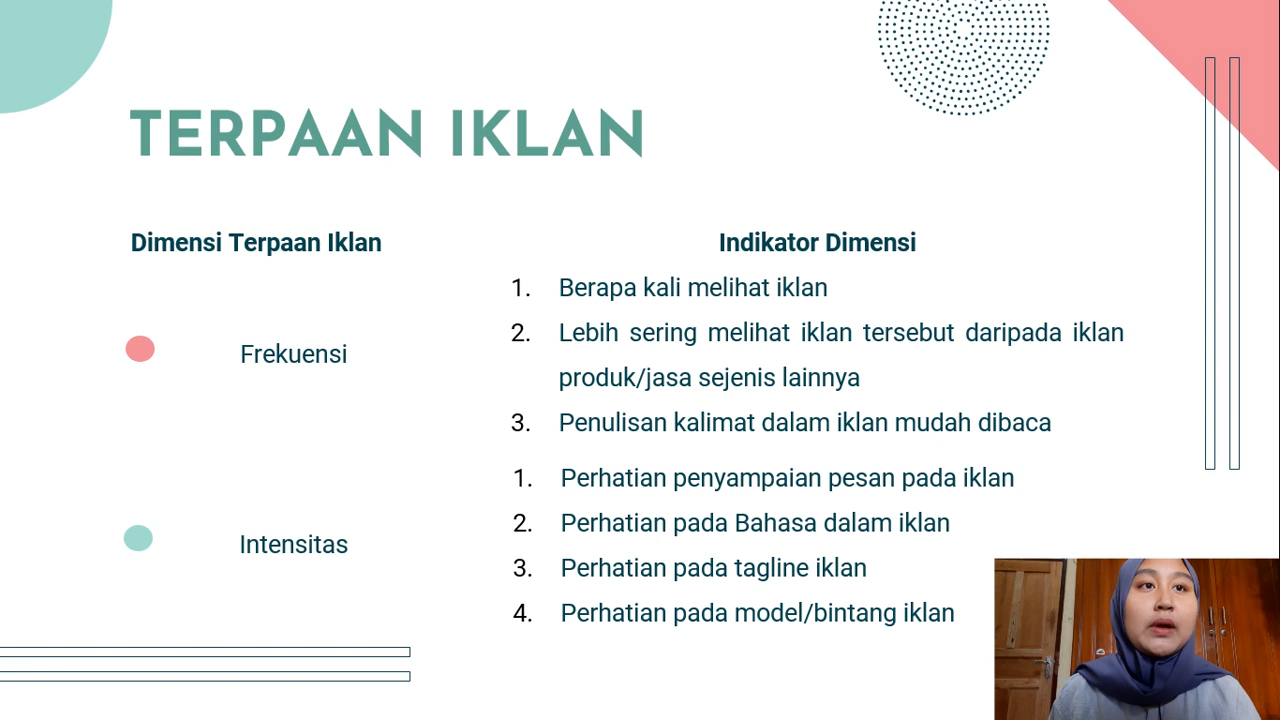 TERPAAN IKLAN
Dimensi Terpaan Iklan
Indikator Dimensi
Frekuensi
1. Berapa kali melihat iklan
2. Lebih sering melihat iklan tersebut daripada iklan
produk/jasa sejenis lainnya
3. Penulisan kalimat dalam iklan mudah dibaca
Intensitas
1. Perhatian penyampaian pesan pada iklan
2. Perhatian pada Bahasa dalam iklan
3. Perhatian pada tagline iklan
4. Perhatian pada model/bintang iklan